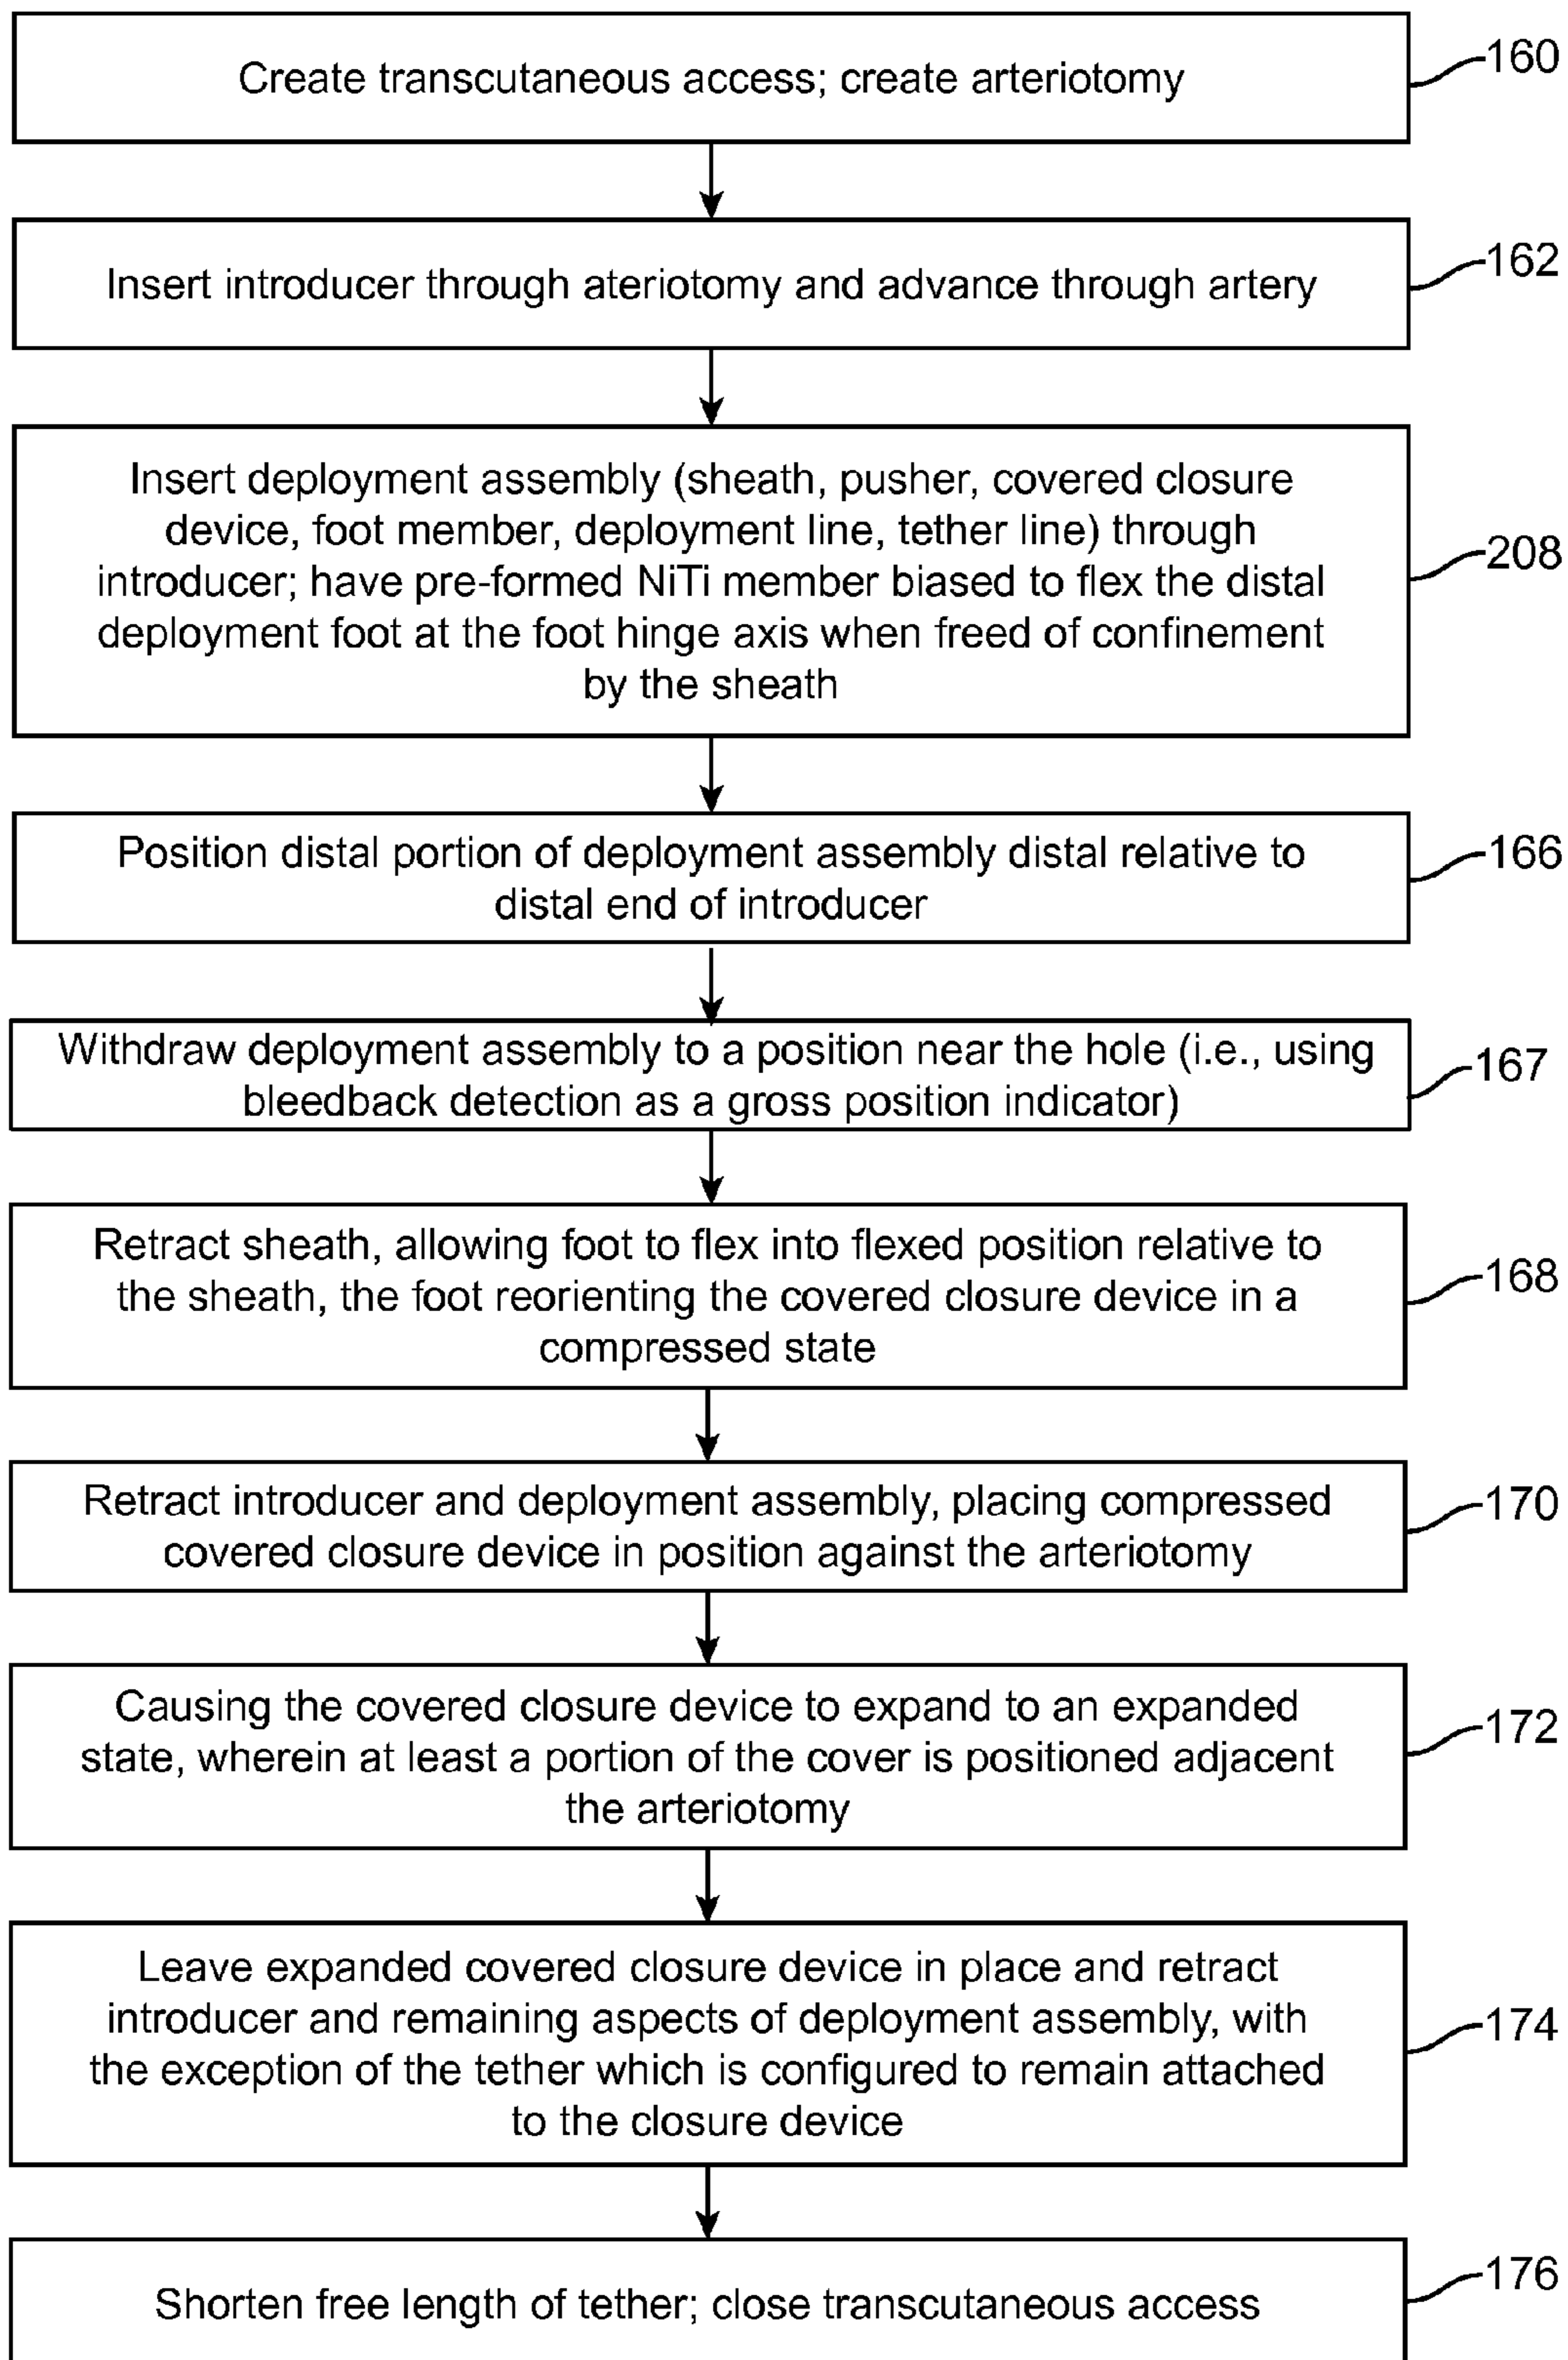 Create transcutaneous access; create arteriotomy
160
Insert introducer through ateriotomy and advance through artery
162
Insert deployment assembly (sheath, pusher, covered closure
device, foot member, deployment line, tether line) through
introducer; have pre-formed NiTi member biased to flex the distal
deployment foot at the foot hinge axis when freed of confinement
by the sheath
208
Position distal portion of deployment assembly distal relative to
distal end of introducer
166
Withdraw deployment assembly to a position near the hole (i.e., using
bleedback detection as a gross position indicator)
167
Retract sheath, allowing foot to flex into flexed position relative to
the sheath, the foot reorienting the covered closure device in a
compressed state
168
Retract introducer and deployment assembly, placing compressed
covered closure device in position against the arteriotomy
170
Causing the covered closure device to expand to an expanded
state, wherein at least a portion of the cover is positioned adjacent
the arteriotomy
172
Leave expanded covered closure device in place and retract
introducer and remaining aspects of deployment assembly, with
the exception of the tether which is configured to remain attached
to the closure device
174
Shorten free length of tether; close transcutaneous access
176